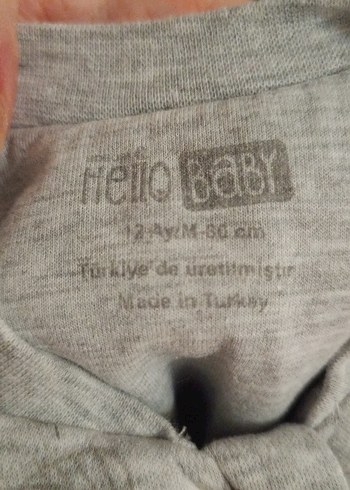 Hello BaBY
12 Ay/M-80 cm
Türkiye'de üretilmiştir
Made in Turkey